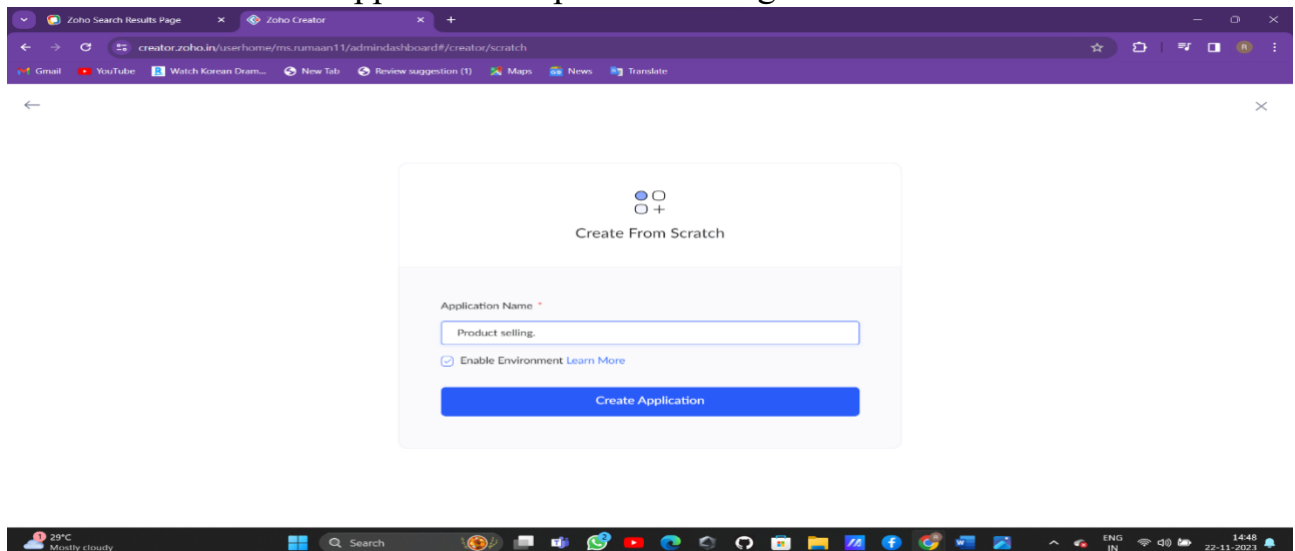 Zoho Search Results Page
Zoho Creator
creator.zoho.in/userhome/ms.rumaan11/admindashboard#/creator/scratch
Gmail YouTube Watch Korean Dram... New Tab Review suggestion (1) Maps News Translate
Create From Scratch
Application Name *
Product selling.
Enable Environment Learn More
Create Application
29°C
Mostly cloudy
Search
ENG
IN
14:48
22-11-2023